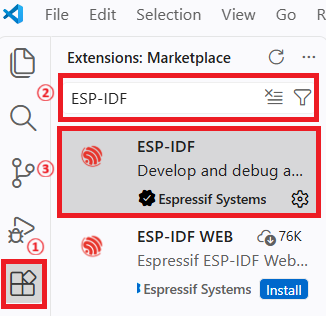 File Edit Selection View Go
Extensions: Marketplace
②
ESP-IDF
③
ESP-IDF
Develop and debug a...
Espressif Systems
①
ESP-IDF WEB 76K
Espressif ESP-IDF Web...
Espressif Systems Install